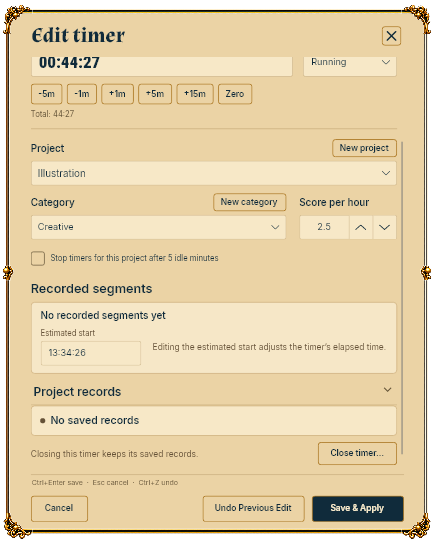 Edit timer
00:44:27
Running
-5m -1m +1m +5m +15m Zero
Total: 44:27
Project New project
Illustration
Category New category Score per hour
Creative 2.5
Stop timers for this project after 5 idle minutes
Recorded segments
No recorded segments yet
Estimated start
13:34:26 Editing the estimated start adjusts the timer's elapsed time.
Project records
No saved records
Closing this timer keeps its saved records. Close timer...
Ctrl+Enter save · Esc cancel · Ctrl+Z undo
Cancel Undo Previous Edit Save & Apply